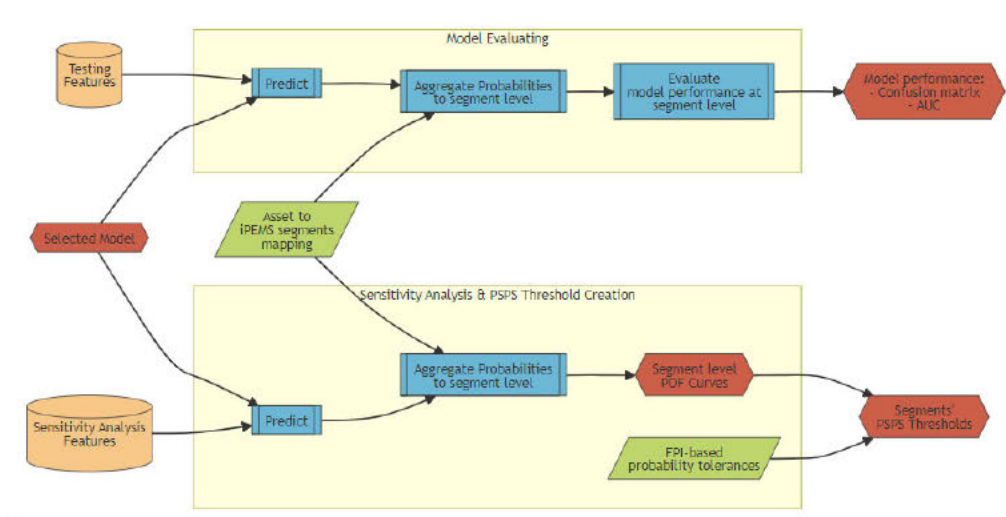 Model Evaluating
Testing
Features
Predict
Aggregate Probabilities
to segment level
Evaluate
model performance at
segment level
Model performance:
- Confusion matrix
- AUC
Asset to
iPEMS segments
mapping
Selected Model
Sensitivity Analysis & PSPS Threshold Creation
Aggregate Probabilities
to segment level
Segment level
POF Curves
Segments'
PSPS Thresholds
Sensitivity Analysis
Features
Predict
FPI-based
probability tolerances